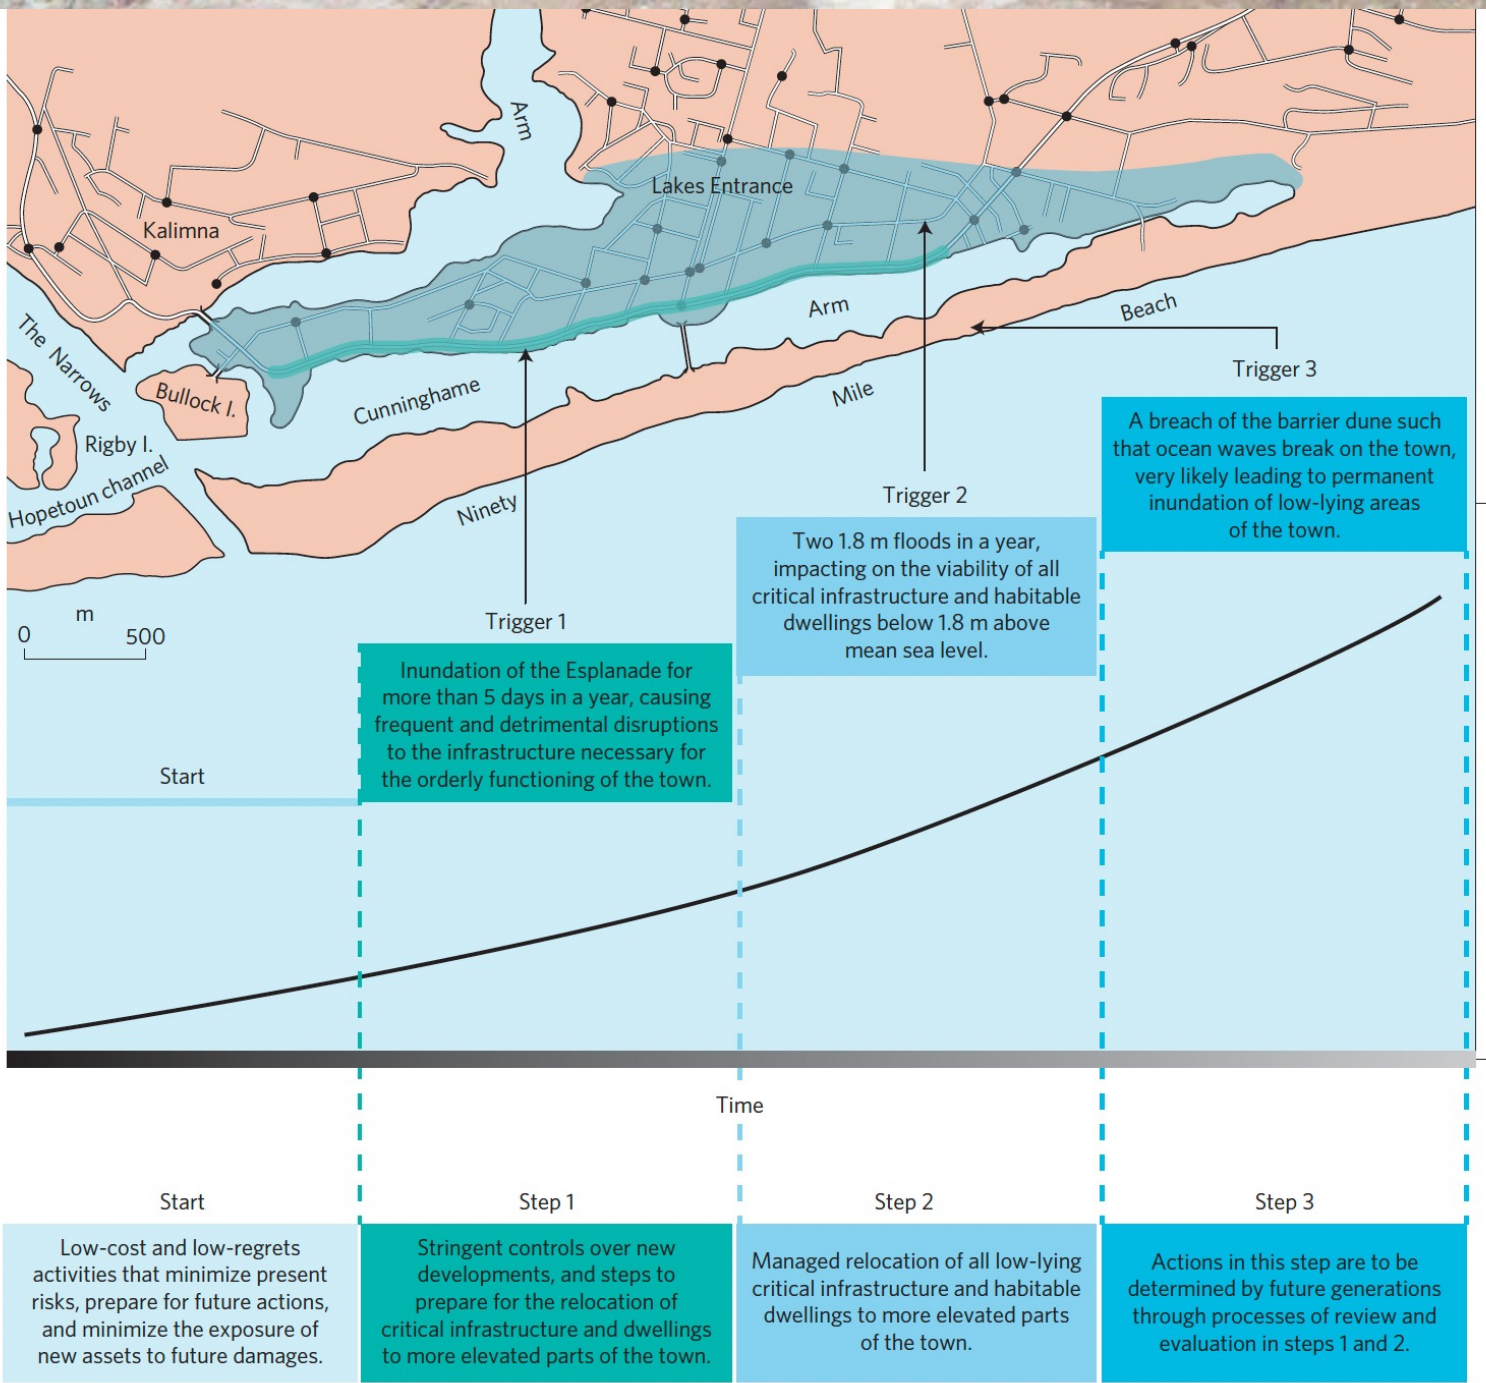 Arm
Lakes Entrance
Kalimna
The Narrows
Bullock I.
Rigby I.
Hopetoun channel
Cunninghame
Arm
Ninety
Mile
Beach
m
0 500
Trigger 3
A breach of the barrier dune such
that ocean waves break on the town,
very likely leading to permanent
inundation of low-lying areas
of the town.
Trigger 2
Two 1.8 m floods in a year,
impacting on the viability of all
critical infrastructure and habitable
dwellings below 1.8 m above
mean sea level.
Trigger 1
Inundation of the Esplanade for
more than 5 days in a year, causing
frequent and detrimental disruptions
to the infrastructure necessary for
the orderly functioning of the town.
Start
Time
Start
Low-cost and low-regrets
activities that minimize present
risks, prepare for future actions,
and minimize the exposure of
new assets to future damages.
Step 1
Stringent controls over new
developments, and steps to
prepare for the relocation of
critical infrastructure and dwellings
to more elevated parts of the town.
Step 2
Managed relocation of all low-lying
critical infrastructure and habitable
dwellings to more elevated parts
of the town.
Step 3
Actions in this step are to be
determined by future generations
through processes of review and
evaluation in steps 1 and 2.